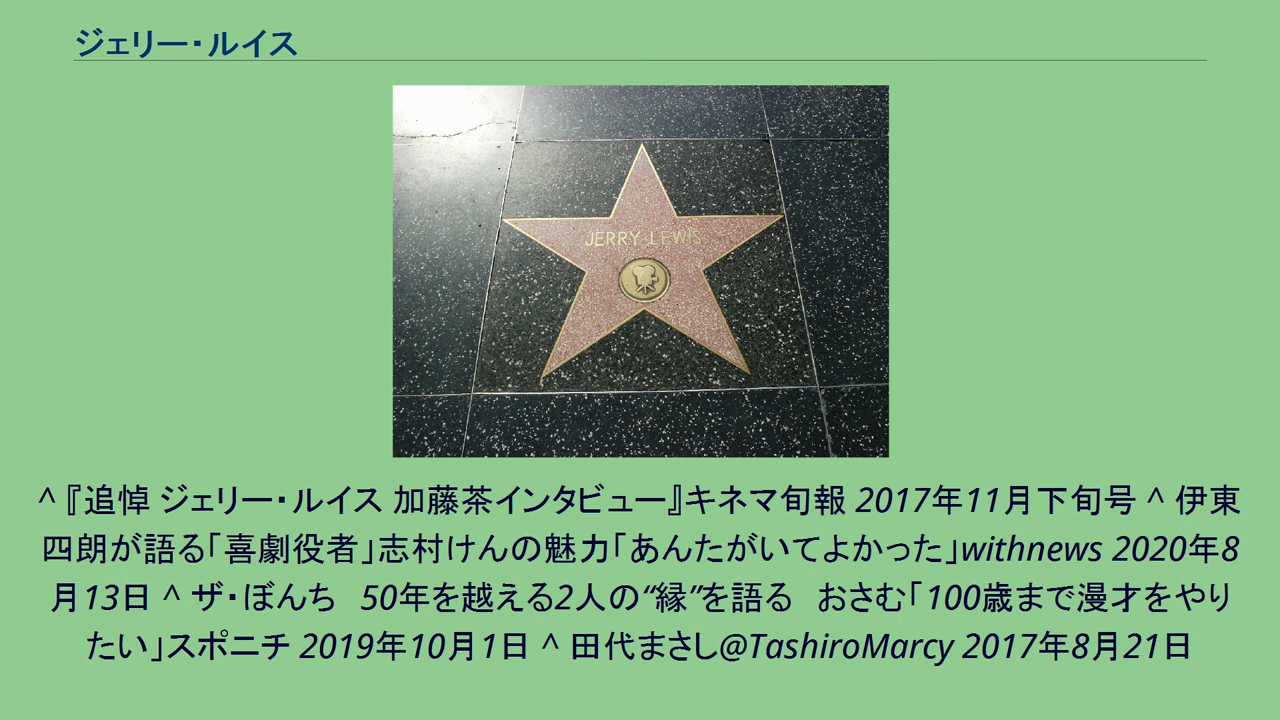 ジェリー・ルイス
JERRY LEWIS
^『追悼 ジェリー・ルイス 加藤茶インタビュー』キネマ旬報 2017年11月下旬号 ^ 伊東
四朗が語る「喜劇役者」志村けんの魅力「あんたがいてよかった」withnews 2020年8
月13日 ^ ザ・ぼんち　50年を越える2人の“縁”を語る　おさむ「100歳まで漫才をやり
たい」スポニチ 2019年10月1日 ^ 田代まさし@TashiroMarcy 2017年8月21日